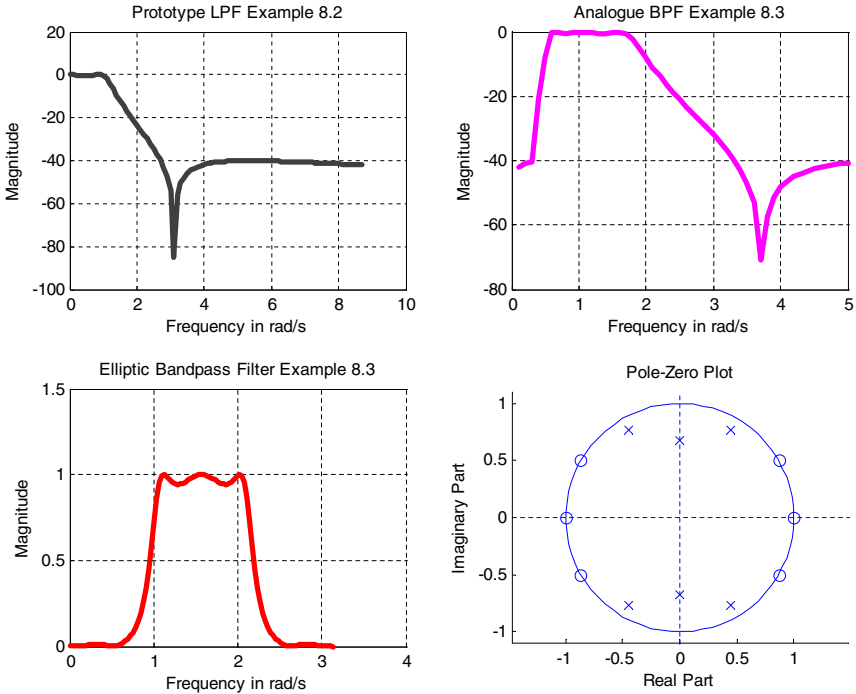 Prototype LPF Example 8.2
20
0
-20
-40
-60
-80
-100
Magnitude
0 2 4 6 8 10
Frequency in rad/s
Analogue BPF Example 8.3
0
-20
-40
-60
-80
Magnitude
0 1 2 3 4 5
Frequency in rad/s
Elliptic Bandpass Filter Example 8.3
1.5
1
0.5
0
Magnitude
0 1 2 3 4
Frequency in rad/s
Pole-Zero Plot
1
0.5
0
-0.5
-1
Imaginary Part
-1 -0.5 0 0.5 1
Real Part